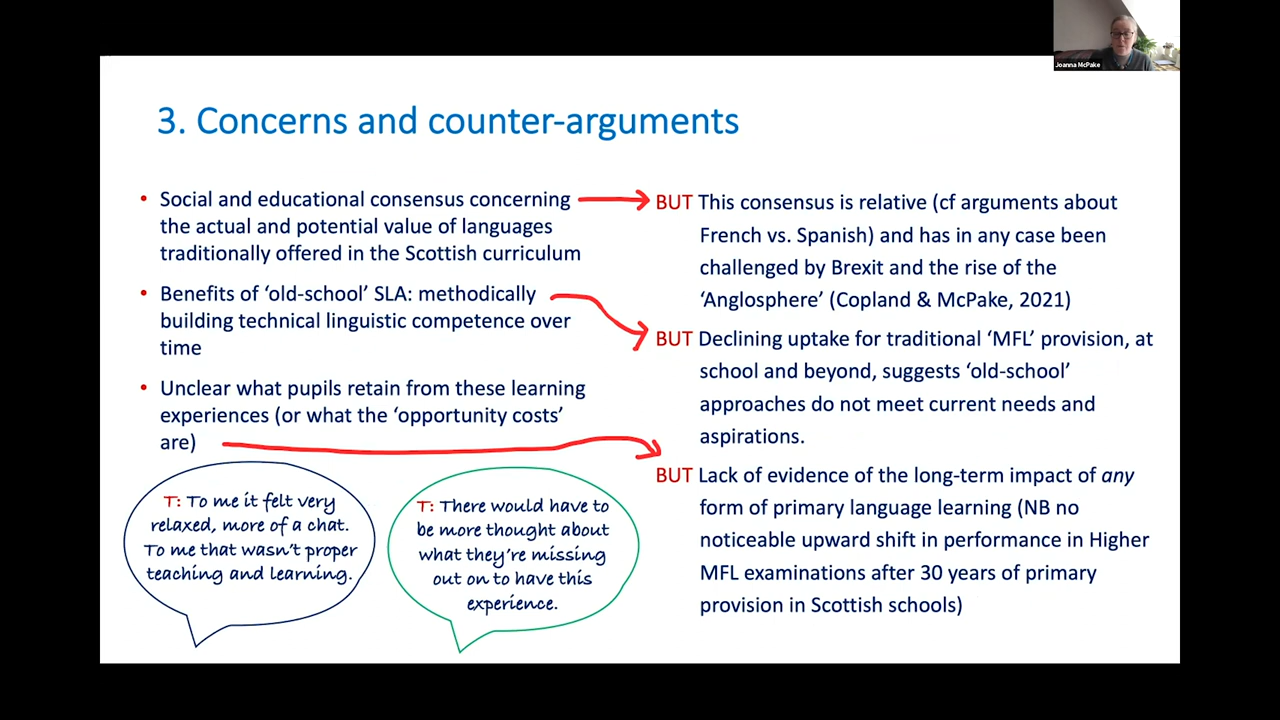 Joanna McPake
3. Concerns and counter-arguments
• Social and educational consensus concerning
the actual and potential value of languages
traditionally offered in the Scottish curriculum
• Benefits of ‘old-school’ SLA: methodically
building technical linguistic competence over
time
• Unclear what pupils retain from these learning
experiences (or what the ‘opportunity costs’
are)
T: To me it felt very
relaxed, more of a chat.
To me that wasn't proper
teaching and learning.
T: There would have to
be more thought about
what they're missing
out on to have this
experience.
BUT This consensus is relative (cf arguments about
French vs. Spanish) and has in any case been
challenged by Brexit and the rise of the
‘Anglosphere’ (Copland & McPake, 2021)
BUT Declining uptake for traditional ‘MFL’ provision, at
school and beyond, suggests ‘old-school’
approaches do not meet current needs and
aspirations.
BUT Lack of evidence of the long-term impact of any
form of primary language learning (NB no
noticeable upward shift in performance in Higher
MFL examinations after 30 years of primary
provision in Scottish schools)